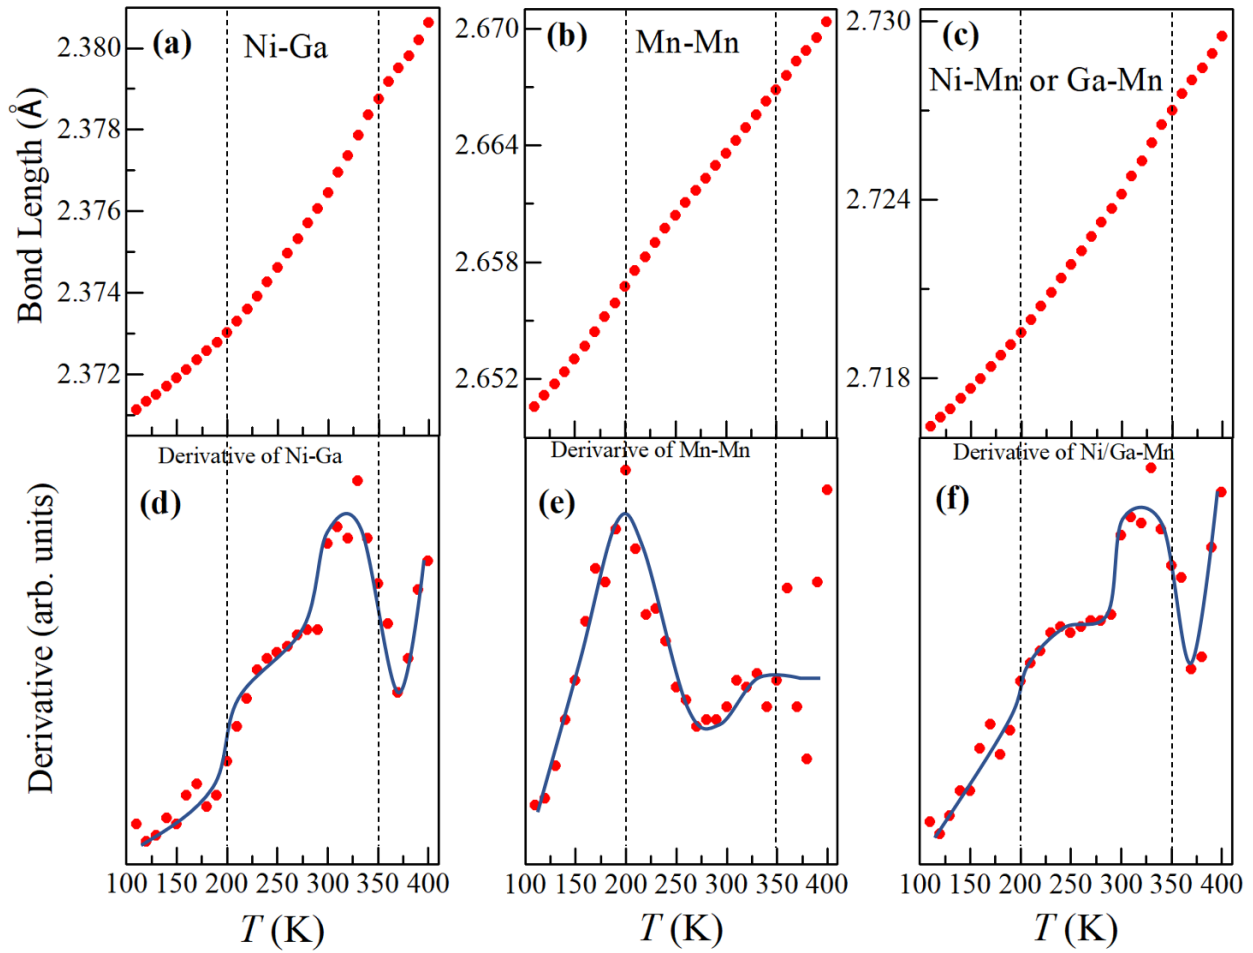 (a) Ni-Ga
2.380
2.378
2.376
2.374
2.372
Bond Length (Å)
(b) Mn-Mn
2.670
2.664
2.658
2.652
(c)
Ni-Mn or Ga-Mn
2.730
2.724
2.718
Derivative of Ni-Ga
(d)
Derivative (arb. units)
100 150 200 250 300 350 400
T (K)
Derivarive of Mn-Mn
(e)
100 150 200 250 300 350 400
T (K)
Derivative of Ni/Ga-Mn
(f)
100 150 200 250 300 350 400
T (K)